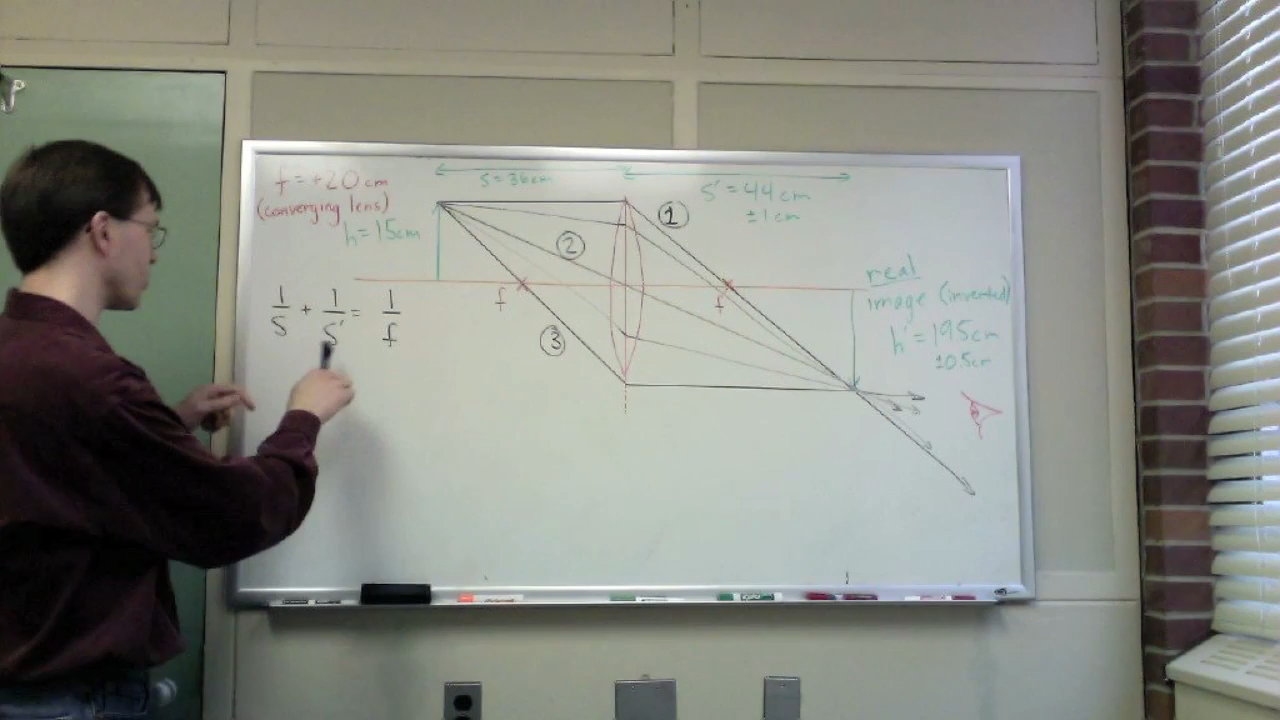 f = +20 cm
(converging lens)
h = 15cm
s = 36cm
s' = 44 cm
± 1 cm
1/s + 1/s' = 1/f
①
②
③
f
f
real
image (inverted)
h' = 19.5cm
± 0.5cm